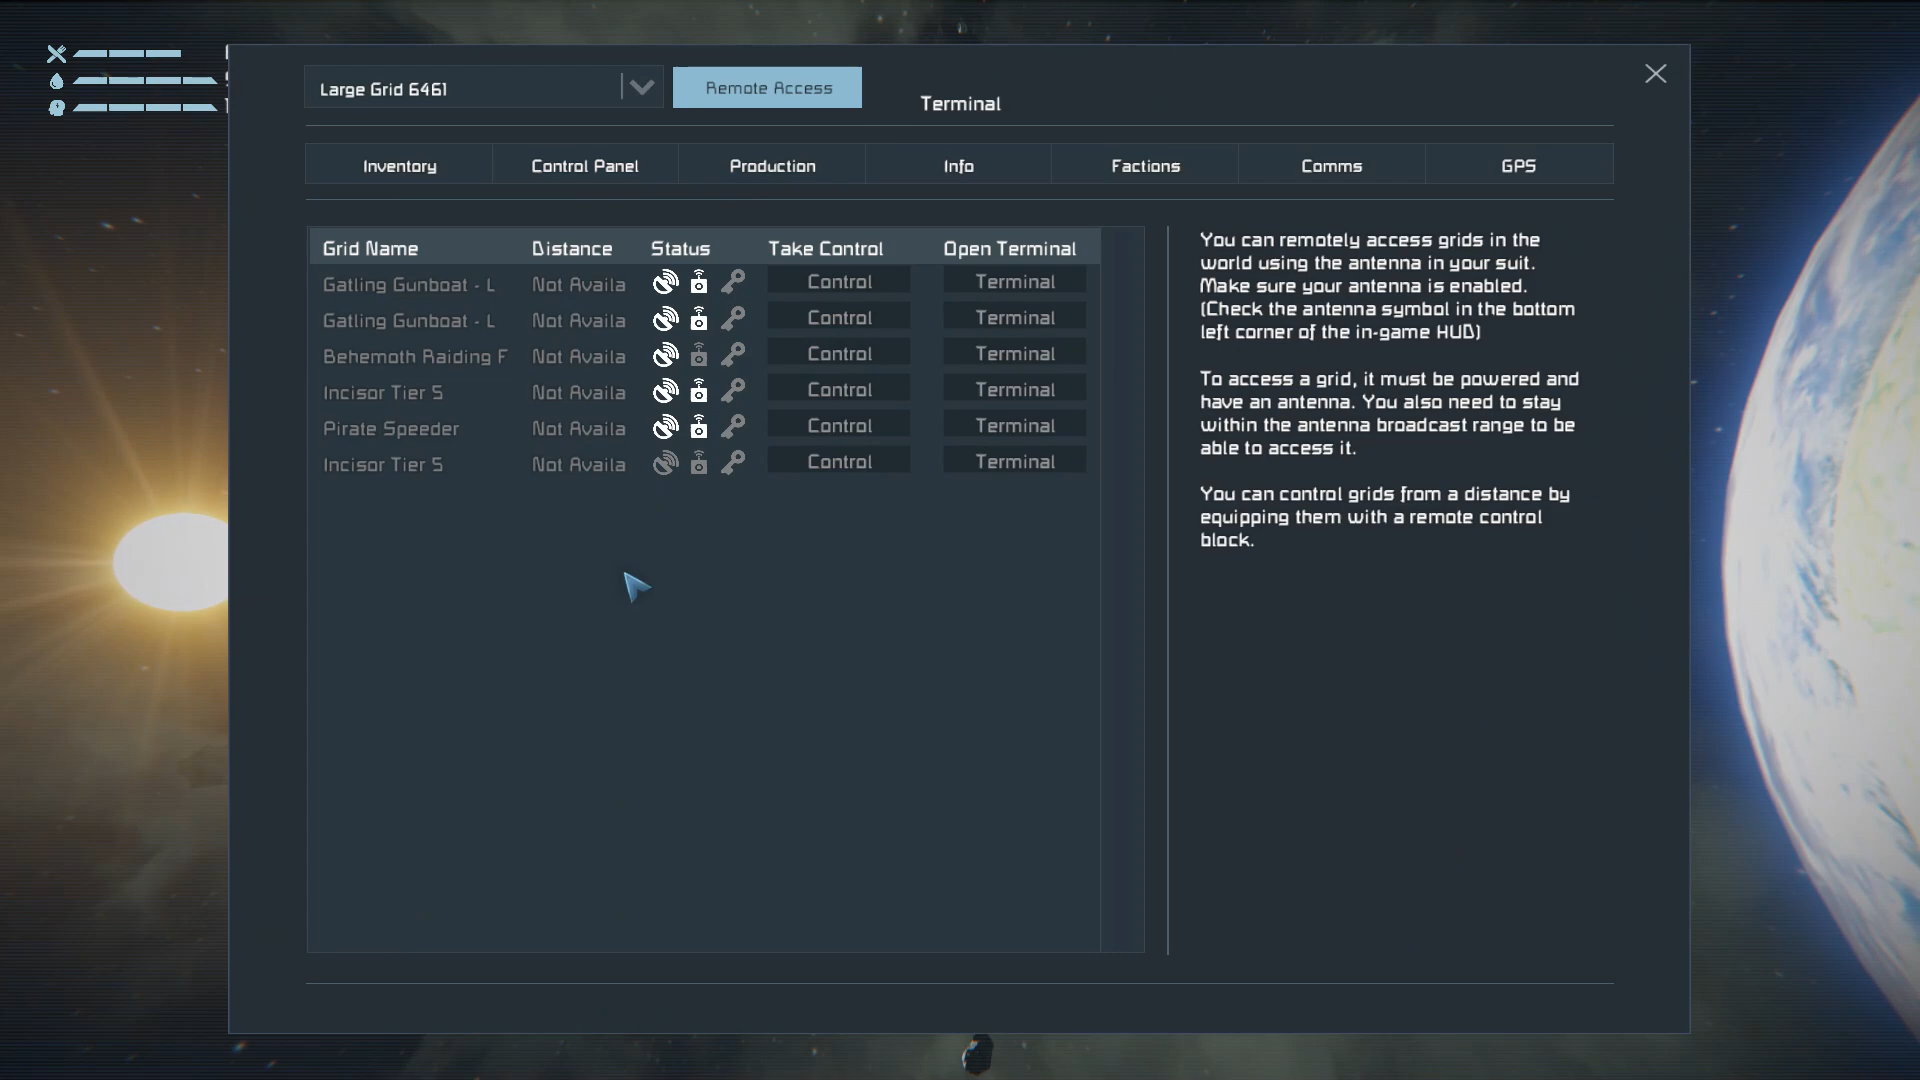 Large Grid 6461
Remote Access
Terminal
Inventory Control Panel Production Info Factions Comms GPS
Grid Name Distance Status Take Control Open Terminal
Gatling Gunboat - L Not Availa Control Terminal
Gatling Gunboat - L Not Availa Control Terminal
Behemoth Raiding F Not Availa Control Terminal
Incisor Tier 5 Not Availa Control Terminal
Pirate Speeder Not Availa Control Terminal
Incisor Tier 5 Not Availa Control Terminal
You can remotely access grids in the
world using the antenna in your suit.
Make sure your antenna is enabled.
(Check the antenna symbol in the bottom
left corner of the in-game HUD)
To access a grid, it must be powered and
have an antenna. You also need to stay
within the antenna broadcast range to be
able to access it.
You can control grids from a distance by
equipping them with a remote control
block.